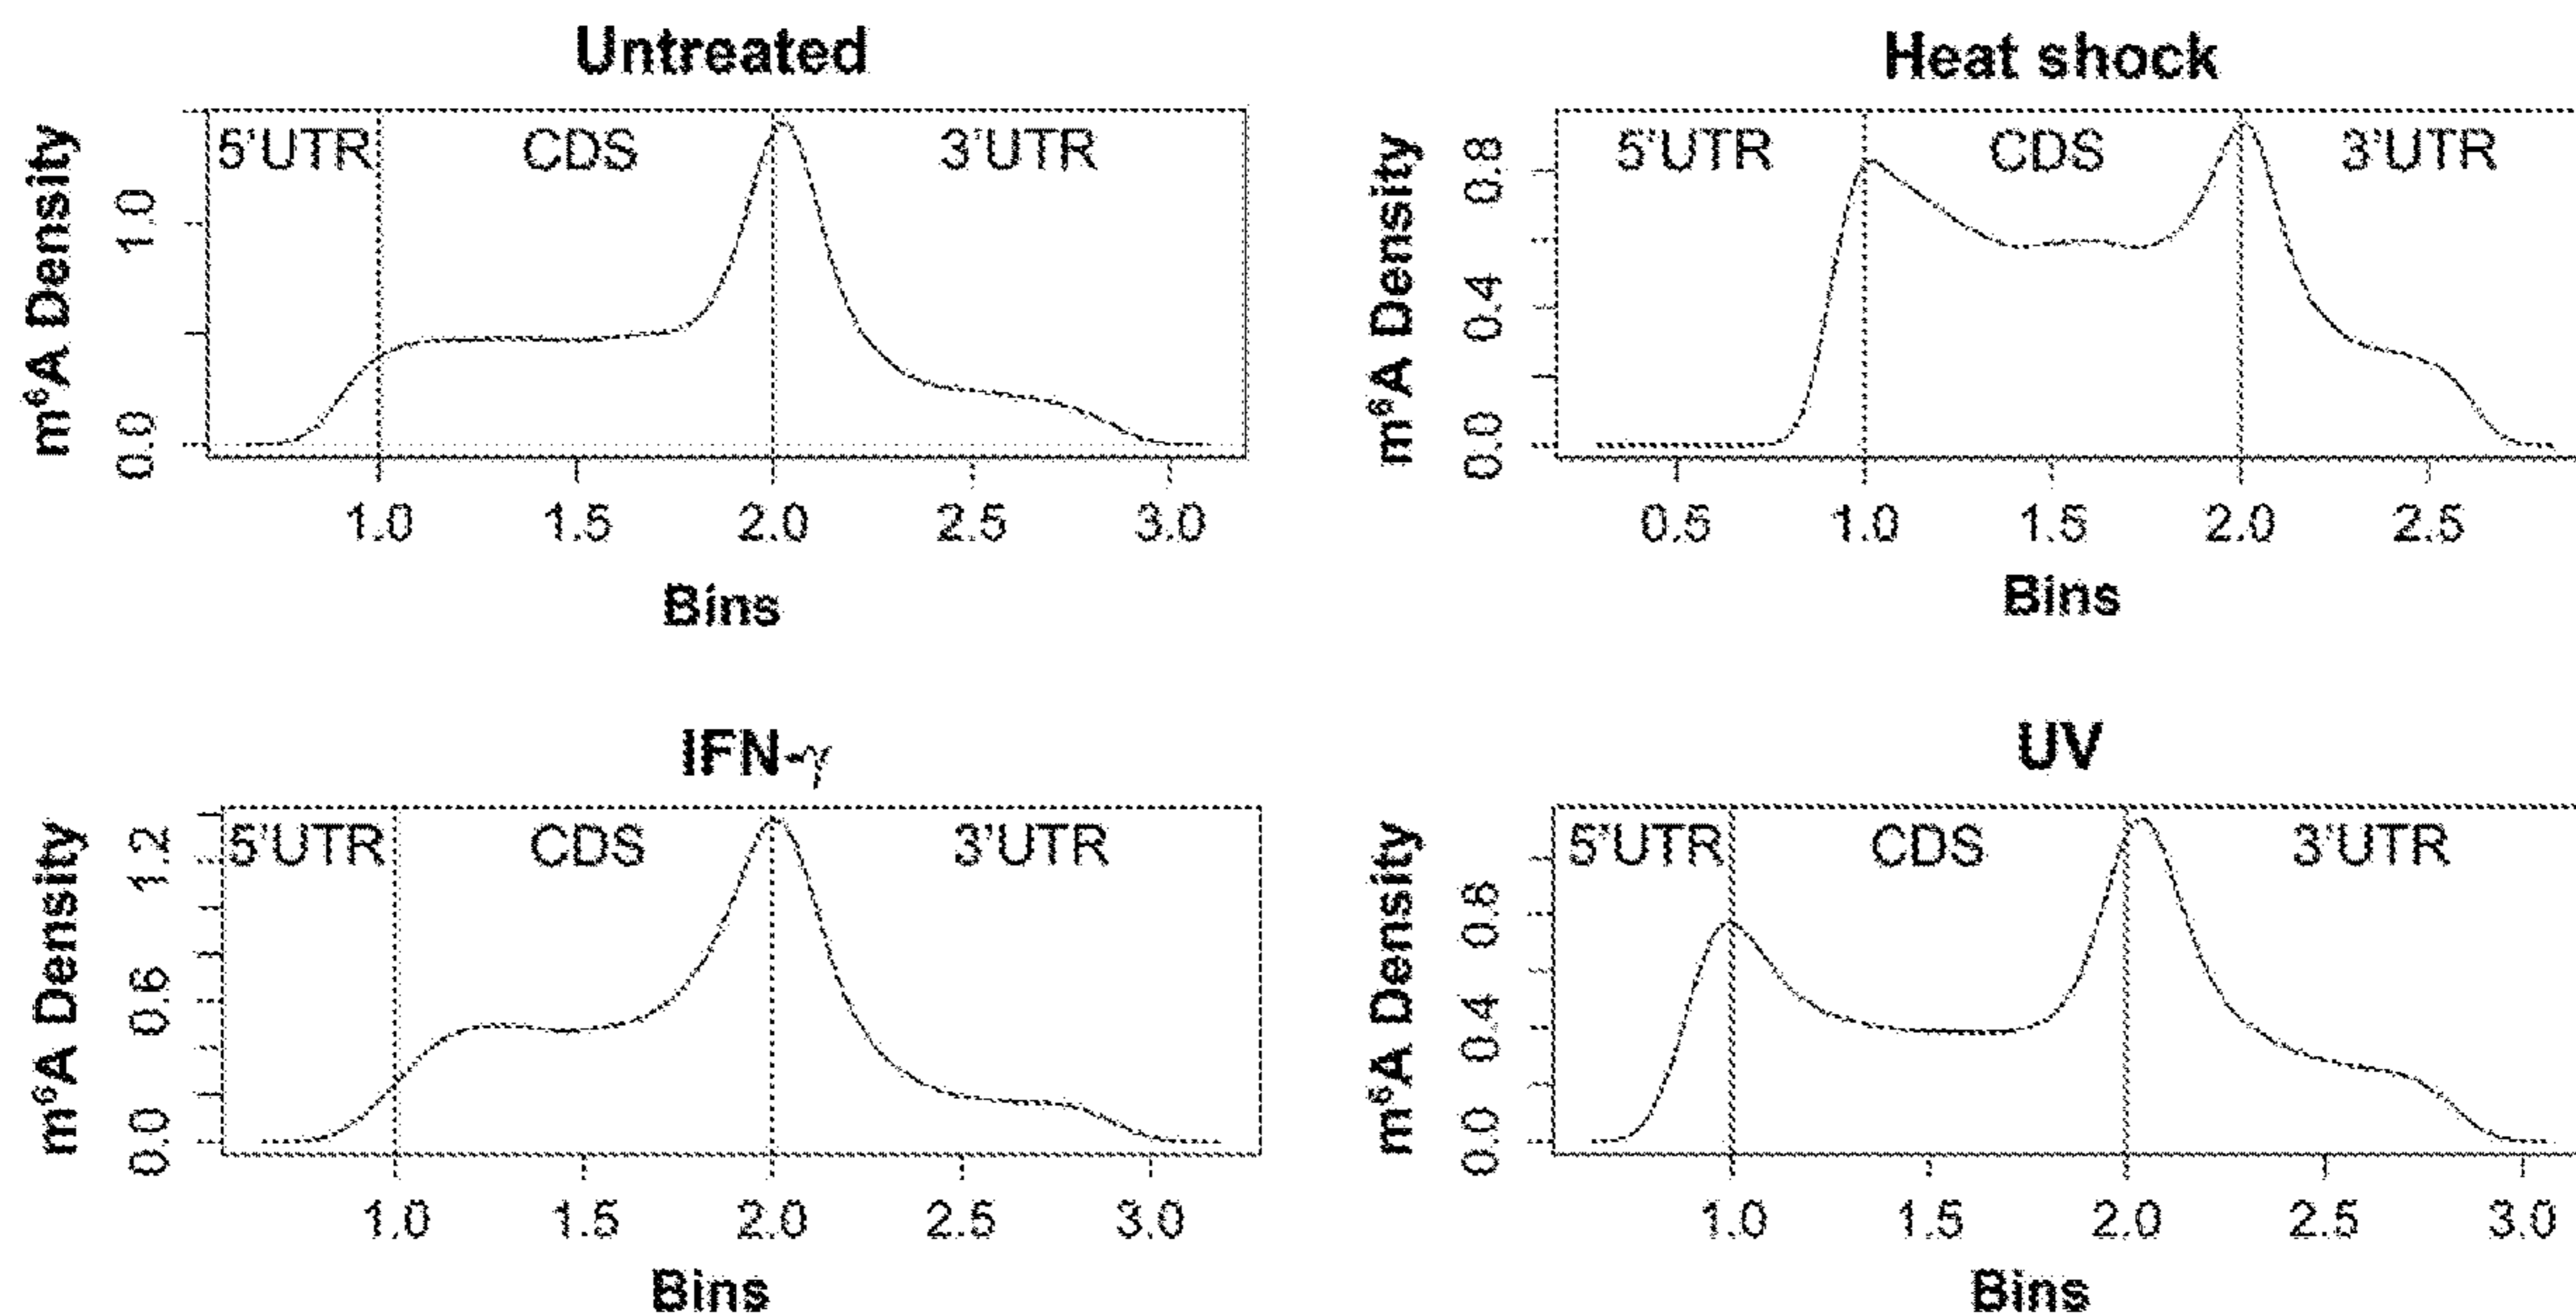 Untreated
m⁶A Density
0.0 1.0
5'UTR CDS 3'UTR
1.0 1.5 2.0 2.5 3.0
Bins
Heat shock
m⁶A Density
0.0 0.4 0.8
5'UTR CDS 3'UTR
0.5 1.0 1.5 2.0 2.5
Bins
IFN-γ
m⁶A Density
0.0 0.6 1.2
5'UTR CDS 3'UTR
1.0 1.5 2.0 2.5 3.0
Bins
UV
m⁶A Density
0.0 0.4 0.8
5'UTR CDS 3'UTR
1.0 1.5 2.0 2.5 3.0
Bins